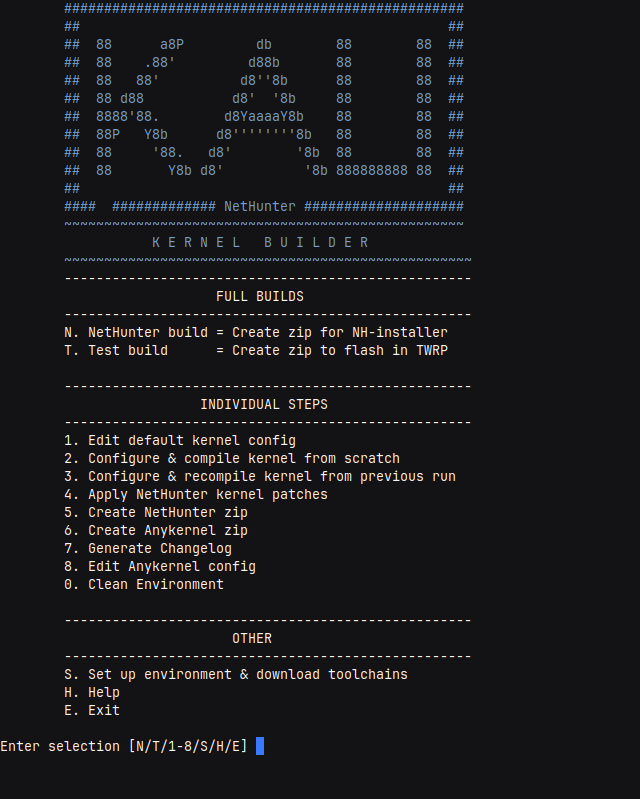 ##################################################
##                                              ##
##  88      a8P         db        88        88  ##
##  88    .88'         d88b       88        88  ##
##  88   88'          d8''8b      88        88  ##
##  88 d88           d8'  '8b     88        88  ##
##  8888'88.        d8YaaaaY8b    88        88  ##
##  88P   Y8b      d8''''''''8b   88        88  ##
##  88     '88.   d8'        '8b  88        88  ##
##  88       Y8b d8'          '8b 888888888 88  ##
##                                              ##
####  ############# NetHunter ####################
~~~~~~~~~~~~~~~~~~~~~~~~~~~~~~~~~~~~~~~~~~~~~~~~~~
K E R N E L   B U I L D E R
~~~~~~~~~~~~~~~~~~~~~~~~~~~~~~~~~~~~~~~~~~~~~~~~~~~
---------------------------------------------------
FULL BUILDS
---------------------------------------------------
N. NetHunter build = Create zip for NH-installer
T. Test build      = Create zip to flash in TWRP
---------------------------------------------------
INDIVIDUAL STEPS
---------------------------------------------------
1. Edit default kernel config
2. Configure & compile kernel from scratch
3. Configure & recompile kernel from previous run
4. Apply NetHunter kernel patches
5. Create NetHunter zip
6. Create Anykernel zip
7. Generate Changelog
8. Edit Anykernel config
0. Clean Environment
---------------------------------------------------
OTHER
---------------------------------------------------
S. Set up environment & download toolchains
H. Help
E. Exit
Enter selection [N/T/1-8/S/H/E]